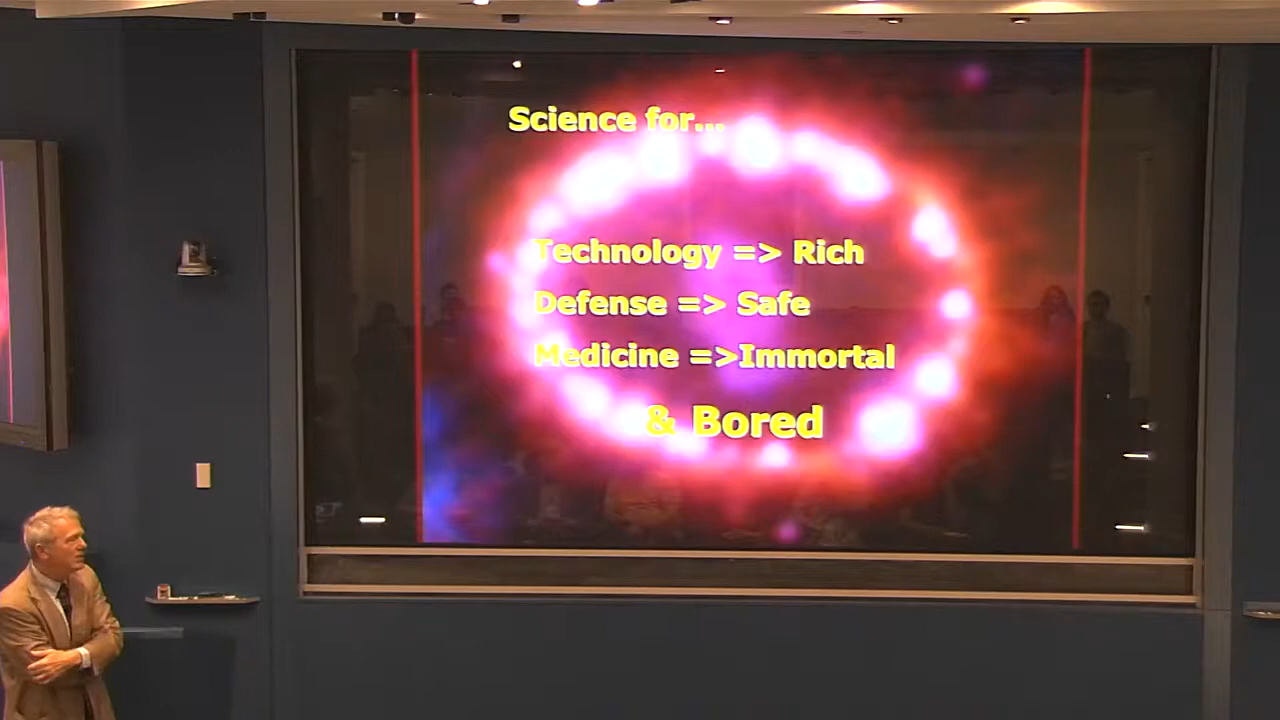 Science for...
Technology => Rich
Defense => Safe
Medicine =>Immortal
& Bored